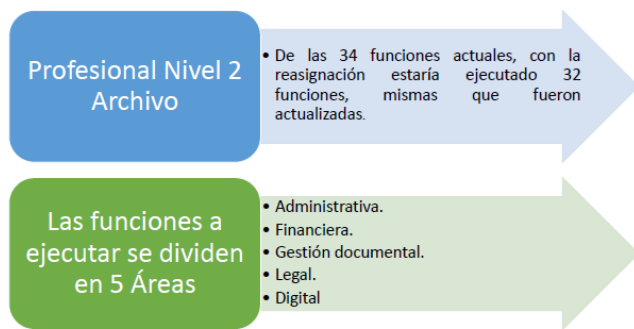 Profesional Nivel 2
Archivo
• De las 34 funciones actuales, con la
reasignación estaría ejecutado 32
funciones, mismas que fueron
actualizadas.
Las funciones a
ejecutar se dividen
en 5 Áreas
• Administrativa.
• Financiera.
• Gestión documental.
• Legal.
• Digital